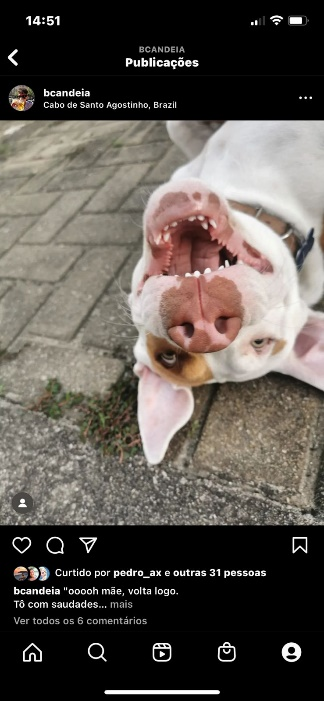 14:51
BCANDEIA
Publicações
bcandeia
Cabo de Santo Agostinho, Brazil
Curtido por pedro_ax e outras 31 pessoas
bcandeia "ooooh mãe, volta logo.
Tô com saudades... mais
Ver todos os 6 comentários